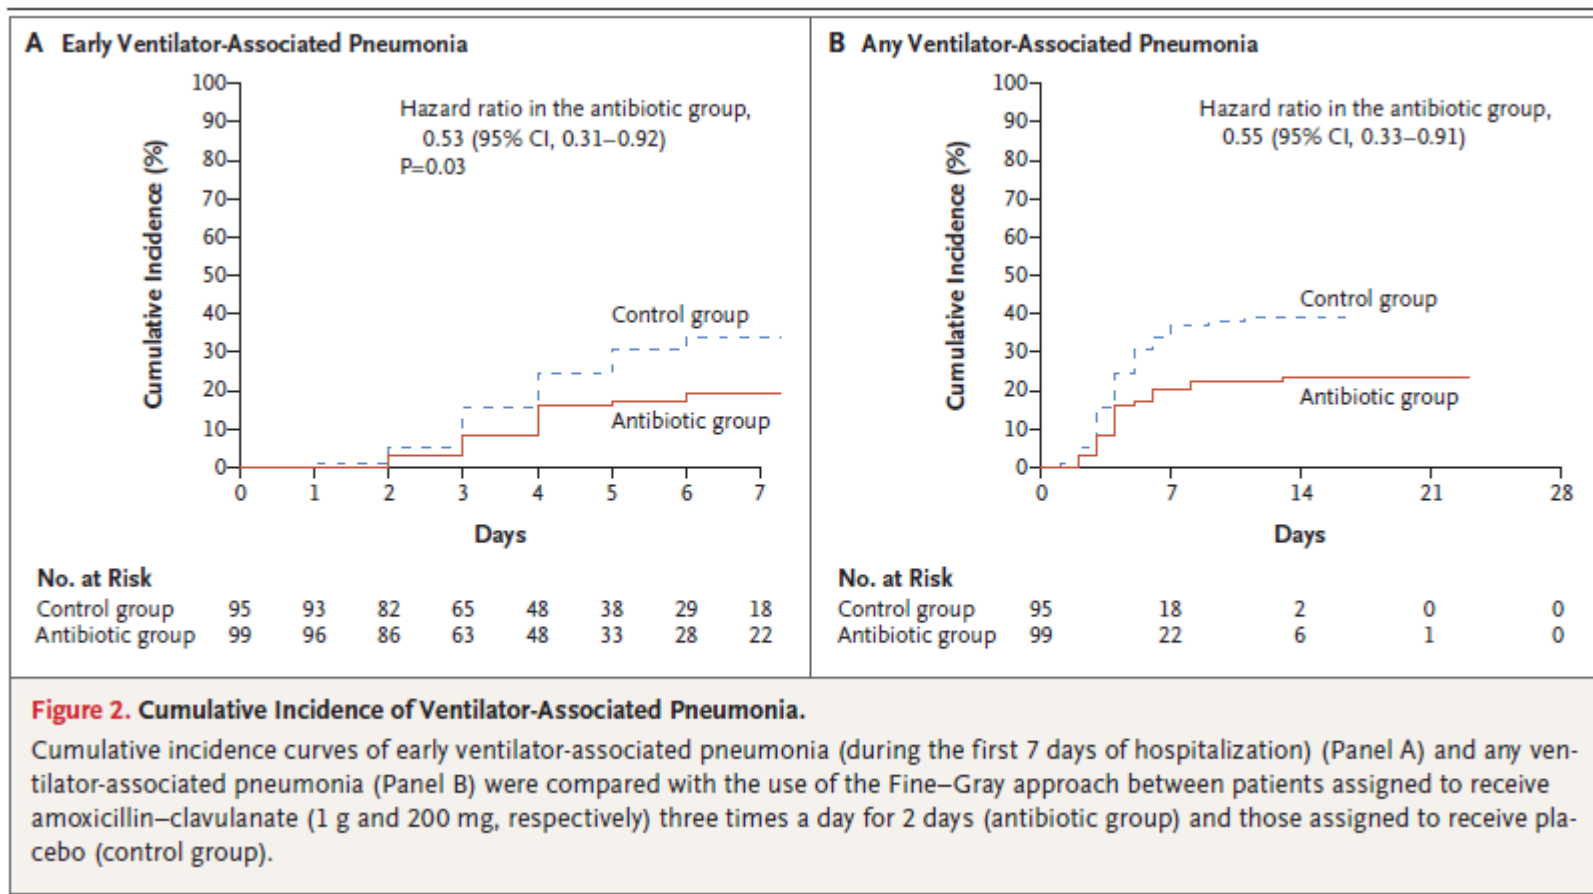 A Early Ventilator-Associated Pneumonia
Cumulative Incidence (%)
100
90
80
70
60
50
40
30
20
10
0
Hazard ratio in the antibiotic group,
0.53 (95% CI, 0.31–0.92)
P=0.03
Control group
Antibiotic group
0 1 2 3 4 5 6 7
Days
No. at Risk
Control group 95 93 82 65 48 38 29 18
Antibiotic group 99 96 86 63 48 33 28 22
B Any Ventilator-Associated Pneumonia
Cumulative Incidence (%)
100
90
80
70
60
50
40
30
20
10
0
Hazard ratio in the antibiotic group,
0.55 (95% CI, 0.33–0.91)
Control group
Antibiotic group
0 7 14 21 28
Days
No. at Risk
Control group 95 18 2 0 0
Antibiotic group 99 22 6 1 0
Figure 2. Cumulative Incidence of Ventilator-Associated Pneumonia.
Cumulative incidence curves of early ventilator-associated pneumonia (during the first 7 days of hospitalization) (Panel A) and any ven-
tilator-associated pneumonia (Panel B) were compared with the use of the Fine–Gray approach between patients assigned to receive
amoxicillin–clavulanate (1 g and 200 mg, respectively) three times a day for 2 days (antibiotic group) and those assigned to receive pla-
cebo (control group).